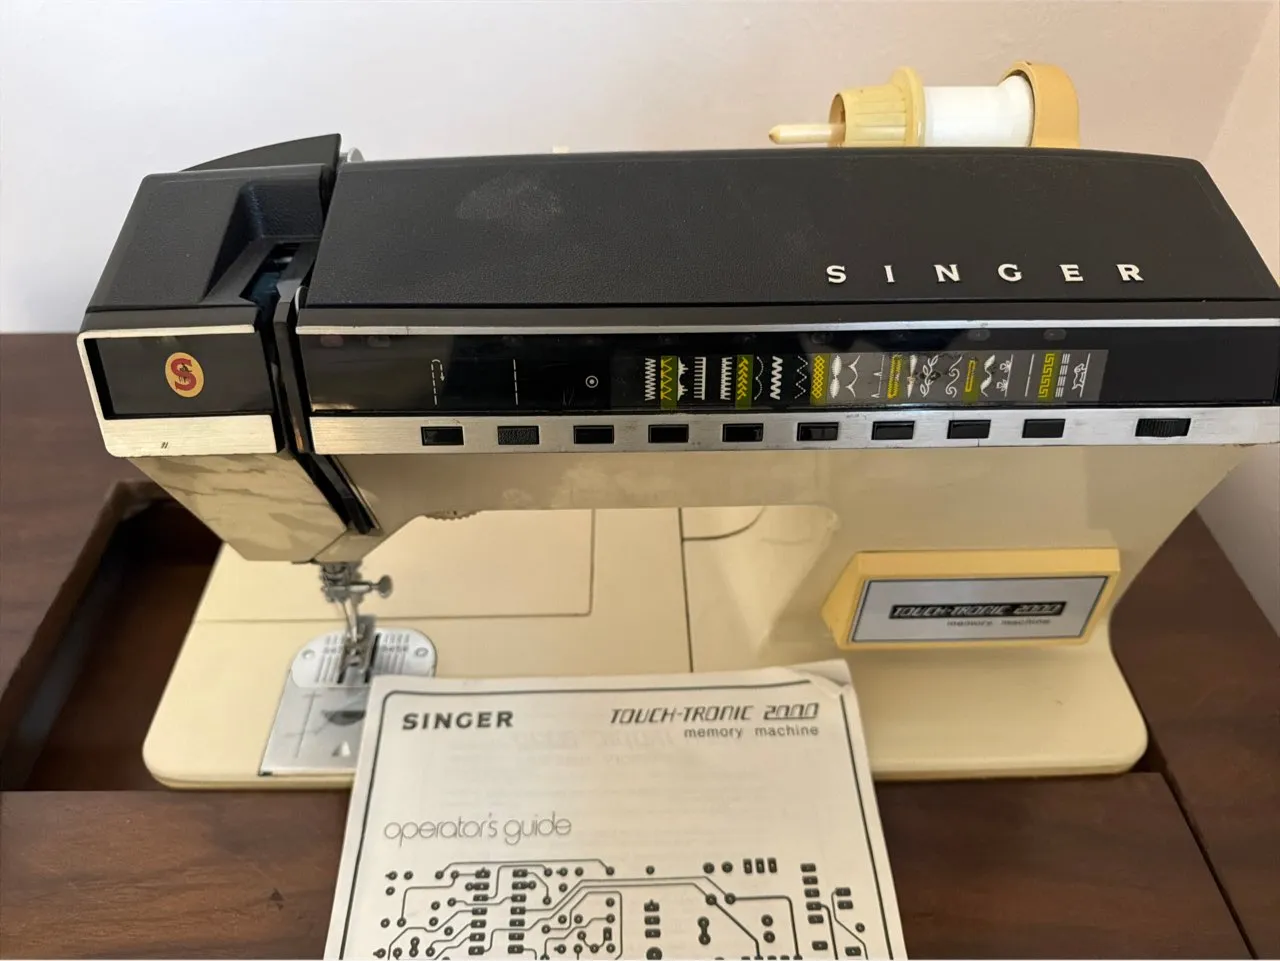 SINGER
S
TOUCH-TRONIC 2000
memory machine
SINGER
TOUCH-TRONIC 2000
memory machine
operator's guide